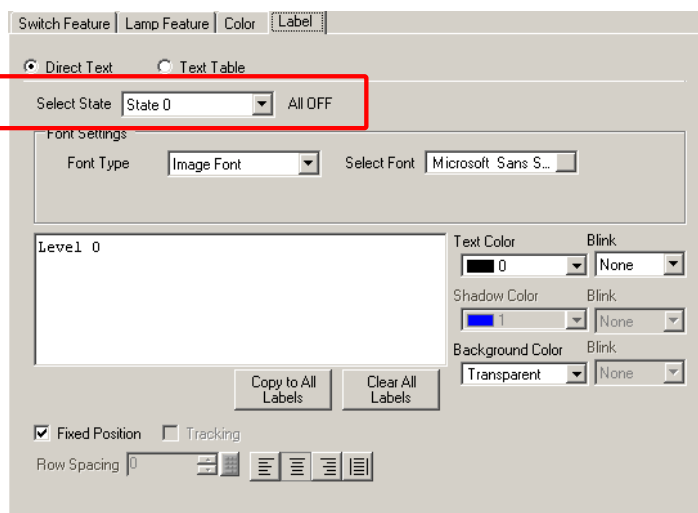 Switch Feature Lamp Feature Color Label
Direct Text Text Table
Select State State 0 All OFF
Font Settings
Font Type Image Font Select Font Microsoft Sans S...
Level 0
Text Color Blink
0 None
Shadow Color Blink
1 None
Background Color Blink
Transparent None
Copy to All Labels Clear All Labels
Fixed Position Tracking
Row Spacing 0